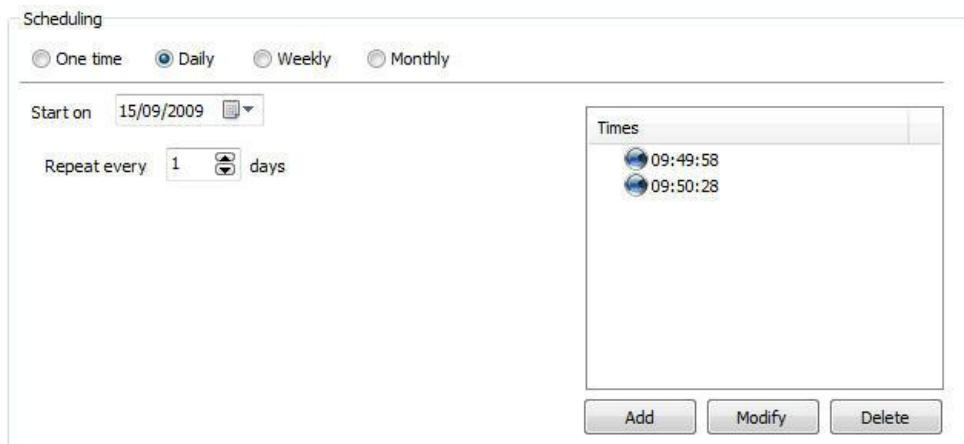 Scheduling
One time Daily Weekly Monthly
Start on 15/09/2009
Repeat every 1 days
Times
09:49:58
09:50:28
Add Modify Delete